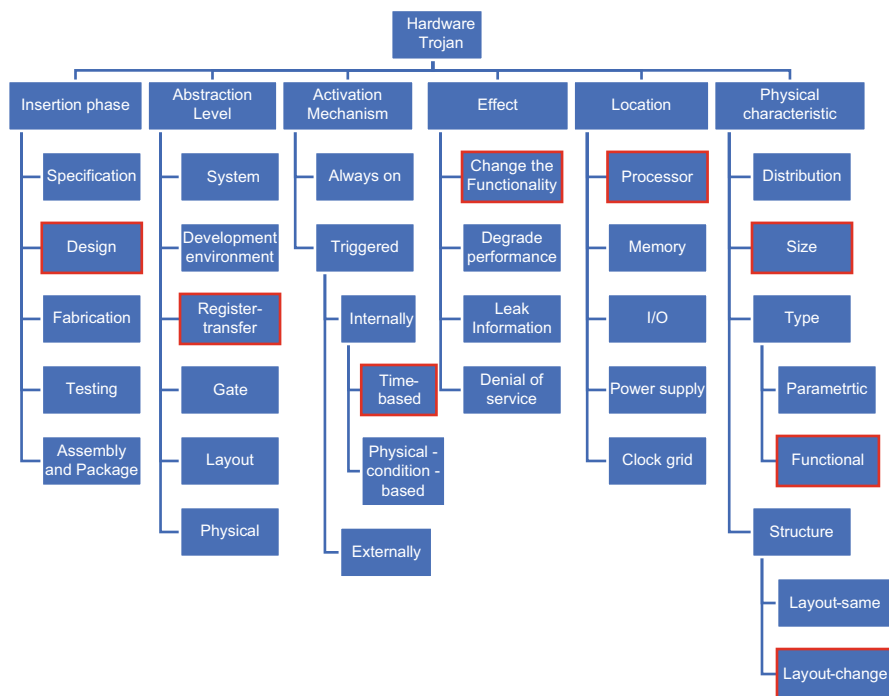 Hardware
Trojan
Insertion phase
Abstraction
Level
Activation
Mechanism
Effect
Location
Physical
characteristic
Specification
Design
Fabrication
Testing
Assembly
and Package
System
Development
environment
Register-
transfer
Gate
Layout
Physical
Always on
Triggered
Internally
Time-
based
Physical -
condition -
based
Externally
Change the
Functionality
Degrade
performance
Leak
Information
Denial of
service
Processor
Memory
I/O
Power supply
Clock grid
Distribution
Size
Type
Parametrtic
Functional
Structure
Layout-same
Layout-change